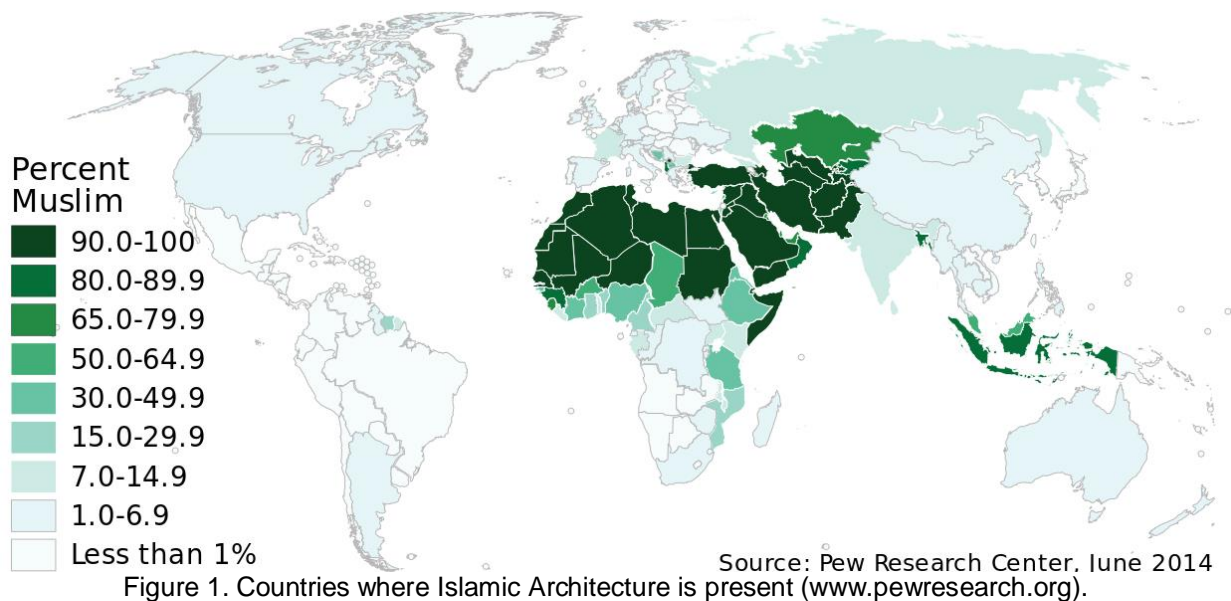 Percent
Muslim
90.0-100
80.0-89.9
65.0-79.9
50.0-64.9
30.0-49.9
15.0-29.9
7.0-14.9
1.0-6.9
Less than 1%
Source: Pew Research Center, June 2014
Figure 1. Countries where Islamic Architecture is present (www.pewresearch.org).